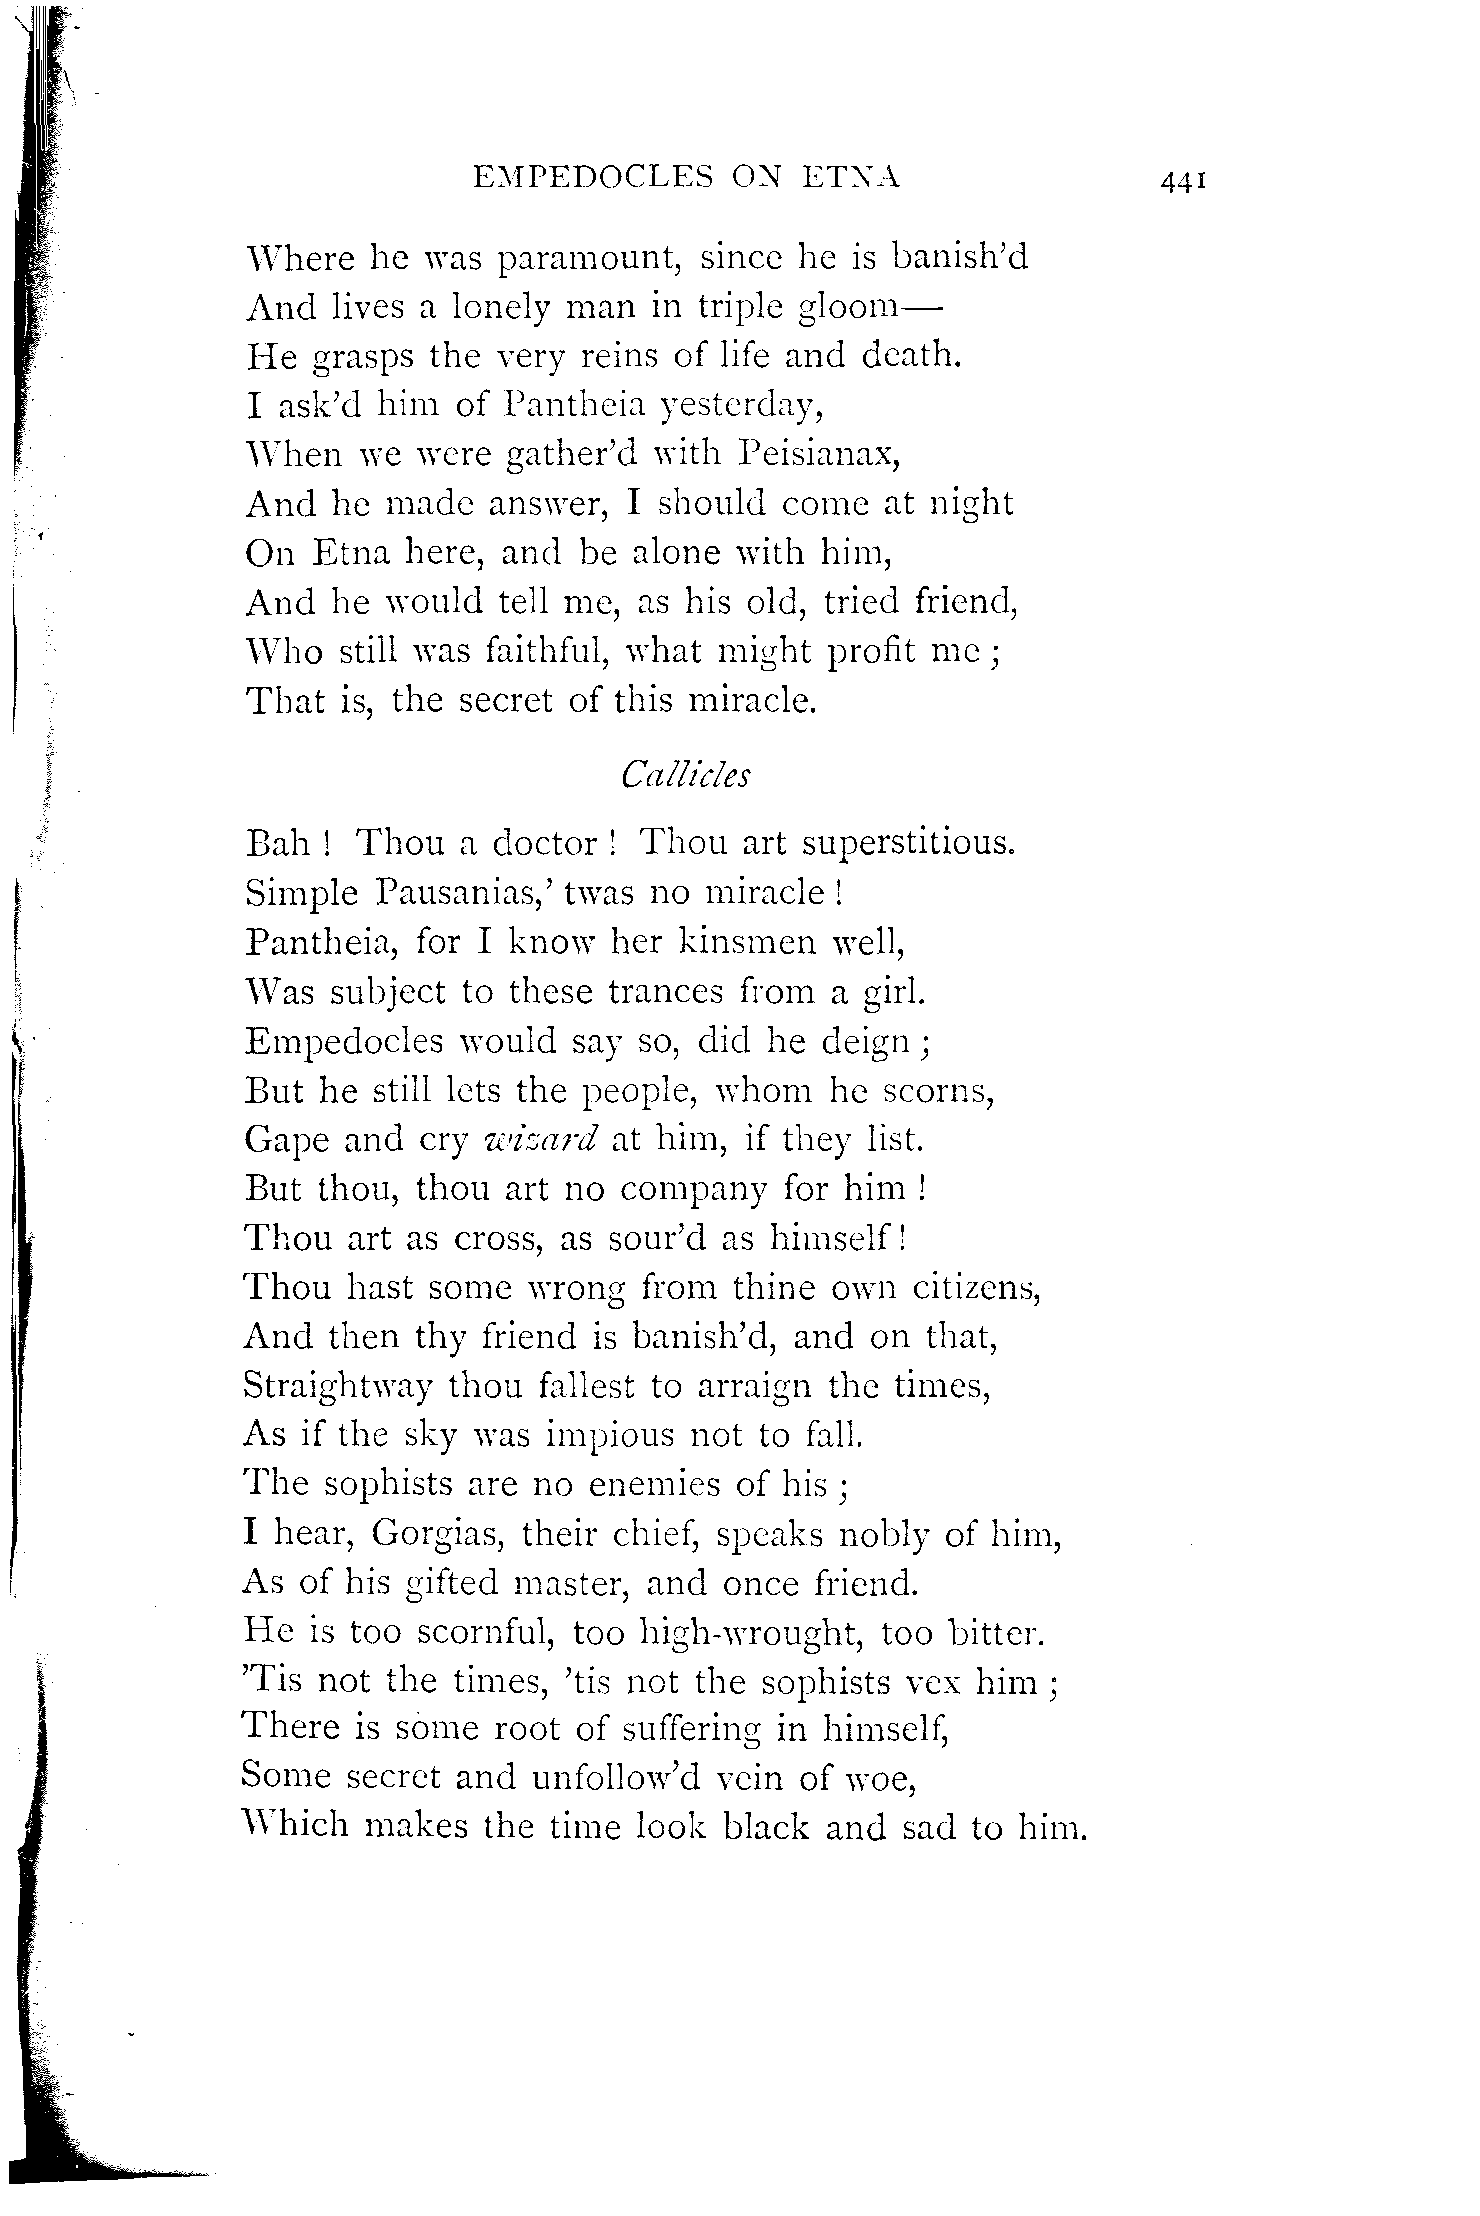 EMPEDOCLES ON ETNA 441
Where he was paramount, since he is banish’d
And lives a lonely man in triple gloom—
He grasps the very reins of life and death.
I ask’d him of Pantheia yesterday,
When we were gather’d with Peisianax,
And he made answer, I should come at night
On Etna here, and be alone with him,
And he would tell me, as his old, tried friend,
Who still was faithful, what might profit me ;
That is, the secret of this miracle.
Callicles
Bah ! Thou a doctor ! Thou art superstitious.
Simple Pausanias,’ twas no miracle !
Pantheia, for I know her kinsmen well,
Was subject to these trances from a girl.
Empedocles would say so, did he deign ;
But he still lets the people, whom he scorns,
Gape and cry wizard at him, if they list.
But thou, thou art no company for him !
Thou art as cross, as sour’d as himself !
Thou hast some wrong from thine own citizens,
And then thy friend is banish’d, and on that,
Straightway thou fallest to arraign the times,
As if the sky was impious not to fall.
The sophists are no enemies of his ;
I hear, Gorgias, their chief, speaks nobly of him,
As of his gifted master, and once friend.
He is too scornful, too high-wrought, too bitter.
’Tis not the times, ’tis not the sophists vex him ;
There is some root of suffering in himself,
Some secret and unfollow’d vein of woe,
Which makes the time look black and sad to him.